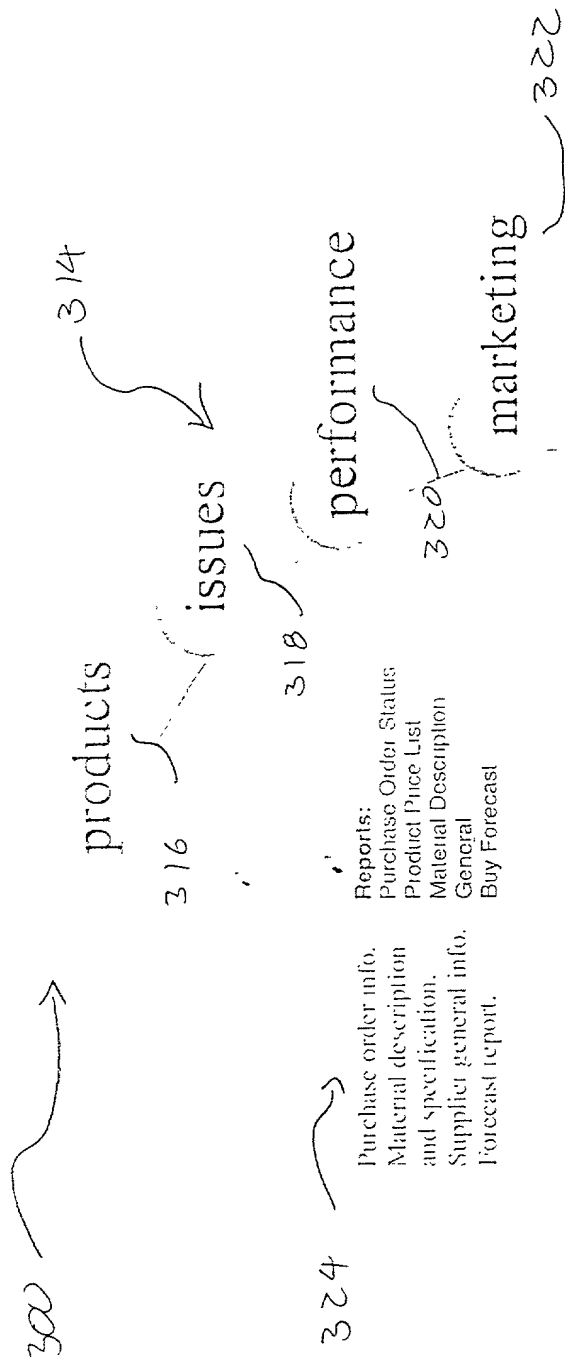 300
314
products
316
issues
318
performance
320
marketing
322
324
Purchase order info.
Material description
and specification.
Supplier general info.
Forecast report.
Reports:
Purchase Order Status
Product Price List
Material Description
General
Buy Forecast